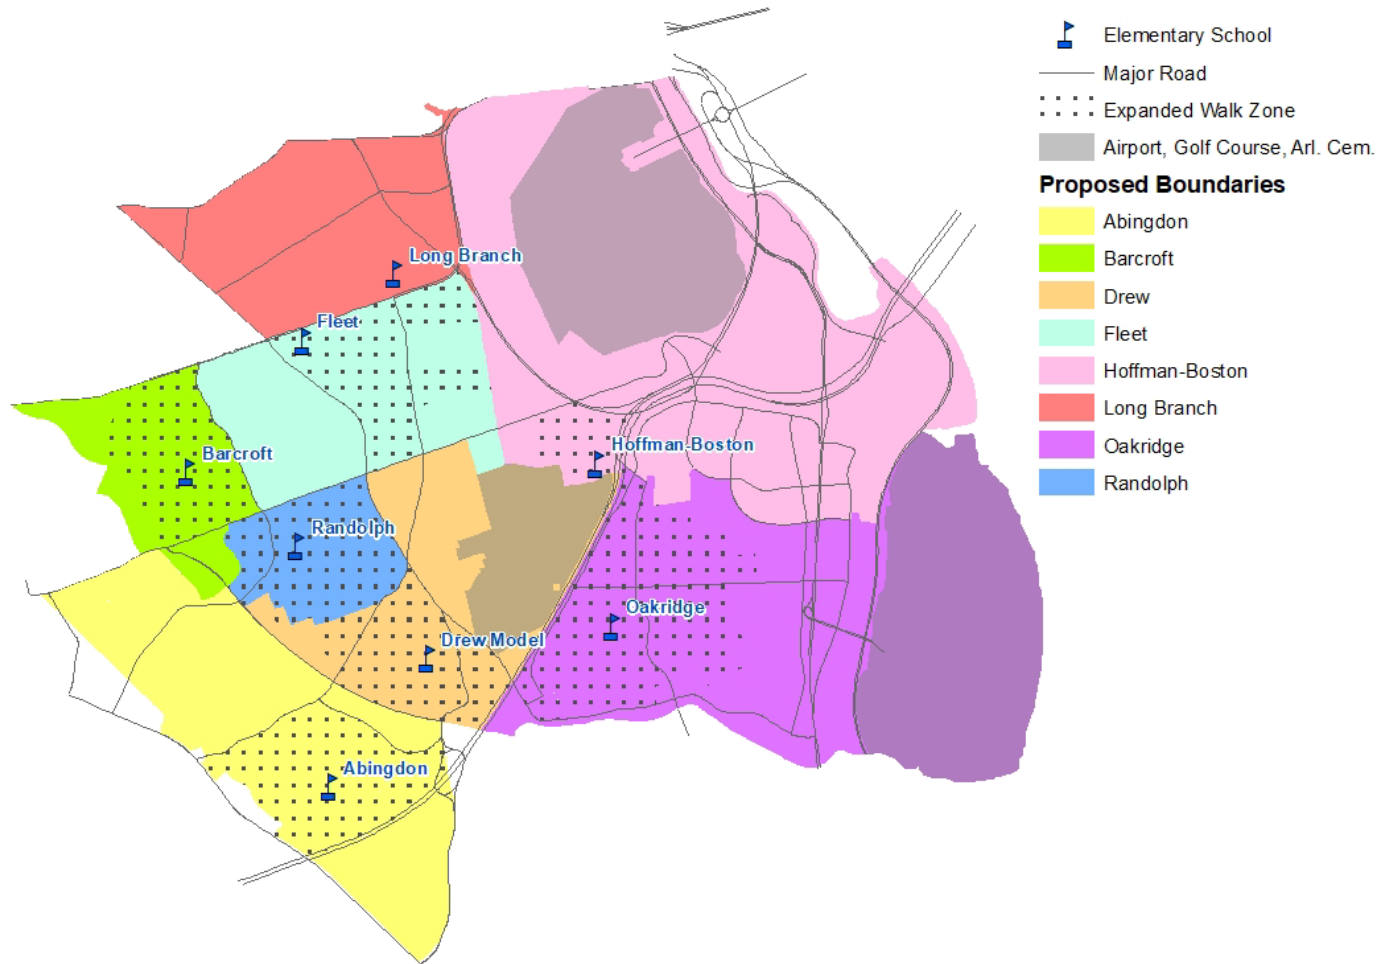 Elementary School
Major Road
Expanded Walk Zone
Airport, Golf Course, Arl. Cem.
Proposed Boundaries
Abingdon
Barcroft
Drew
Fleet
Hoffman-Boston
Long Branch
Oakridge
Randolph
Long Branch
Fleet
Hoffman-Boston
Barcroft
Randolph
Oakridge
Drew Model
Abingdon